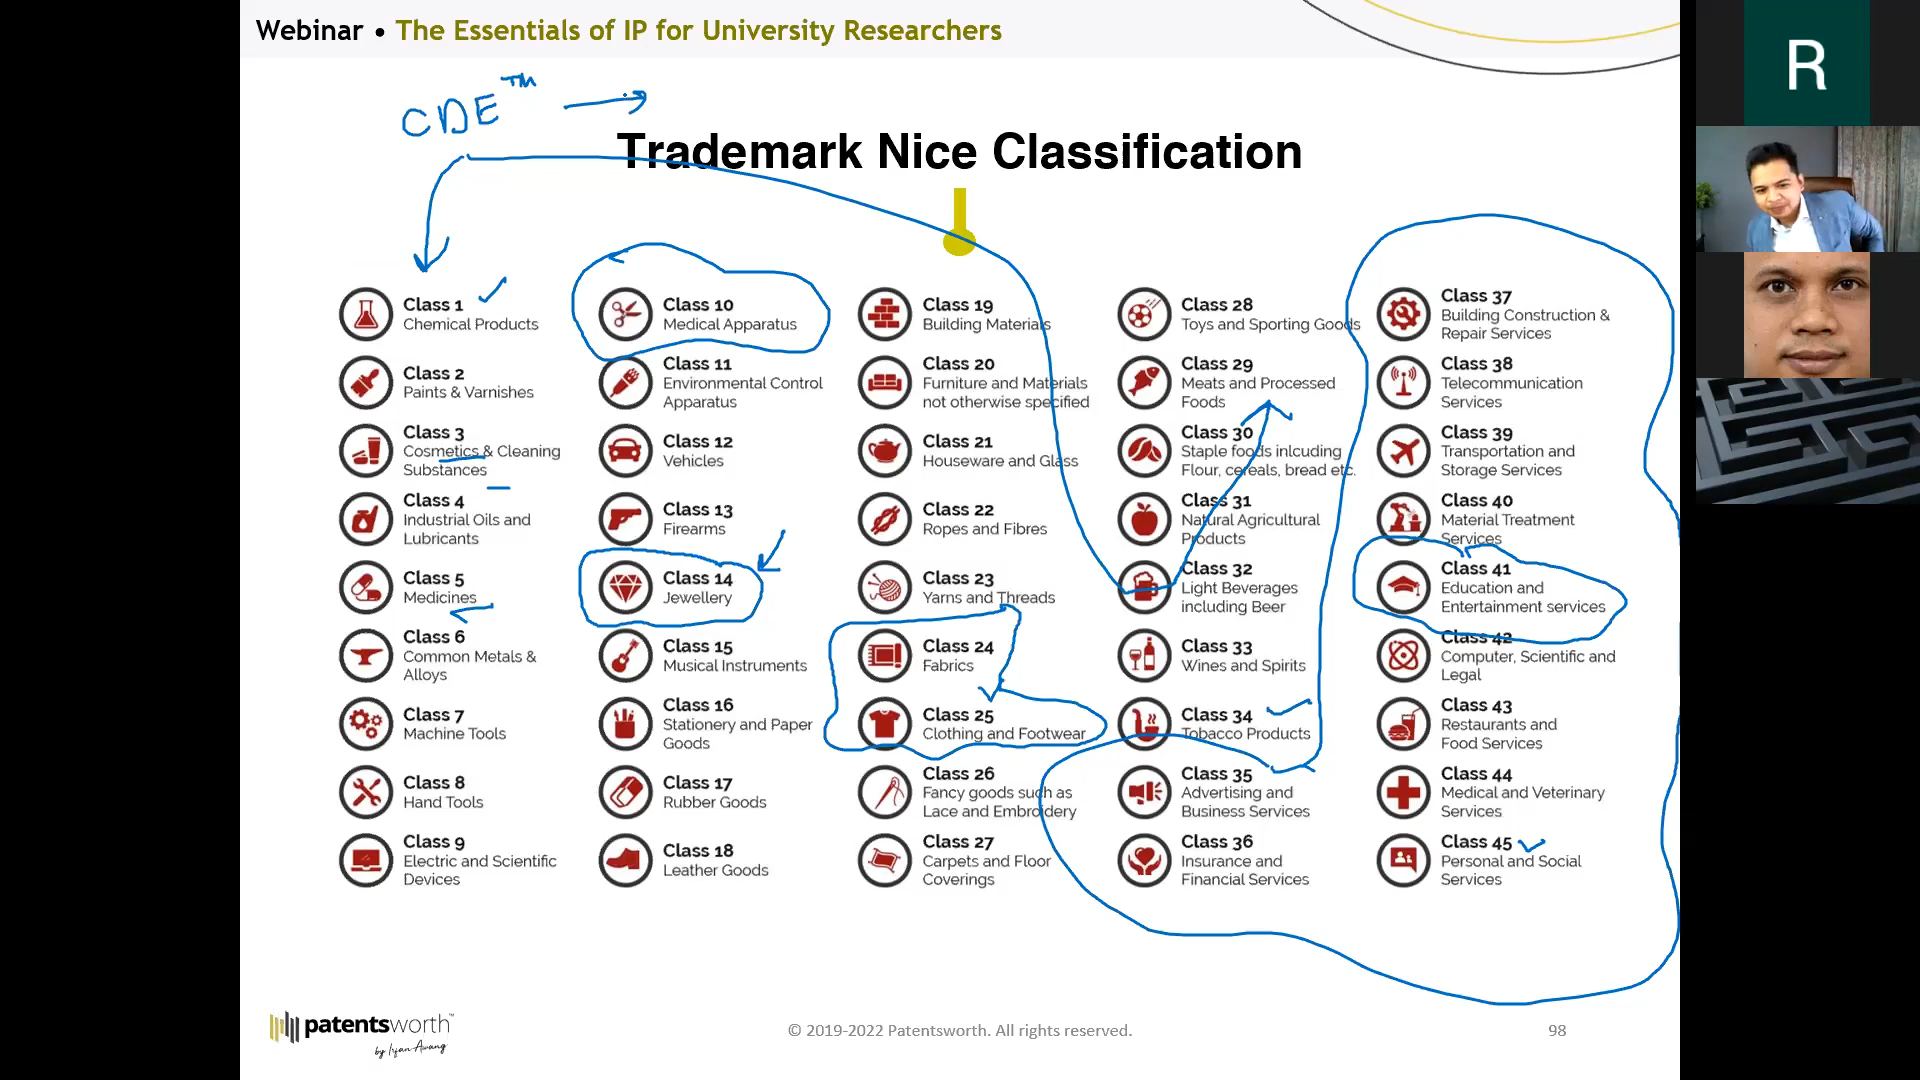 Webinar • The Essentials of IP for University Researchers
CDE™
Trademark Nice Classification
Class 1
Chemical Products
Class 2
Paints & Varnishes
Class 3
Cosmetics & Cleaning
Substances
Class 4
Industrial Oils and
Lubricants
Class 5
Medicines
Class 6
Common Metals &
Alloys
Class 7
Machine Tools
Class 8
Hand Tools
Class 9
Electric and Scientific
Devices
Class 10
Medical Apparatus
Class 11
Environmental Control
Apparatus
Class 12
Vehicles
Class 13
Firearms
Class 14
Jewellery
Class 15
Musical Instruments
Class 16
Stationery and Paper
Goods
Class 17
Rubber Goods
Class 18
Leather Goods
Class 19
Building Materials
Class 20
Furniture and Materials
not otherwise specified
Class 21
Houseware and Glass
Class 22
Ropes and Fibres
Class 23
Yarns and Threads
Class 24
Fabrics
Class 25
Clothing and Footwear
Class 26
Fancy goods such as
Lace and Embroidery
Class 27
Carpets and Floor
Coverings
Class 28
Toys and Sporting Goods
Class 29
Meats and Processed
Foods
Class 30
Staple foods inlcuding
Flour, cereals, bread etc.
Class 31
Natural Agricultural
Products
Class 32
Light Beverages
including Beer
Class 33
Wines and Spirits
Class 34
Tobacco Products
Class 35
Advertising and
Business Services
Class 36
Insurance and
Financial Services
Class 37
Building Construction &
Repair Services
Class 38
Telecommunication
Services
Class 39
Transportation and
Storage Services
Class 40
Material Treatment
Services
Class 41
Education and
Entertainment services
Class 42
Computer, Scientific and
Legal
Class 43
Restaurants and
Food Services
Class 44
Medical and Veterinary
Services
Class 45
Personal and Social
Services
patentsworth™
by Irfan Awang
© 2019-2022 Patentsworth. All rights reserved.
98
R